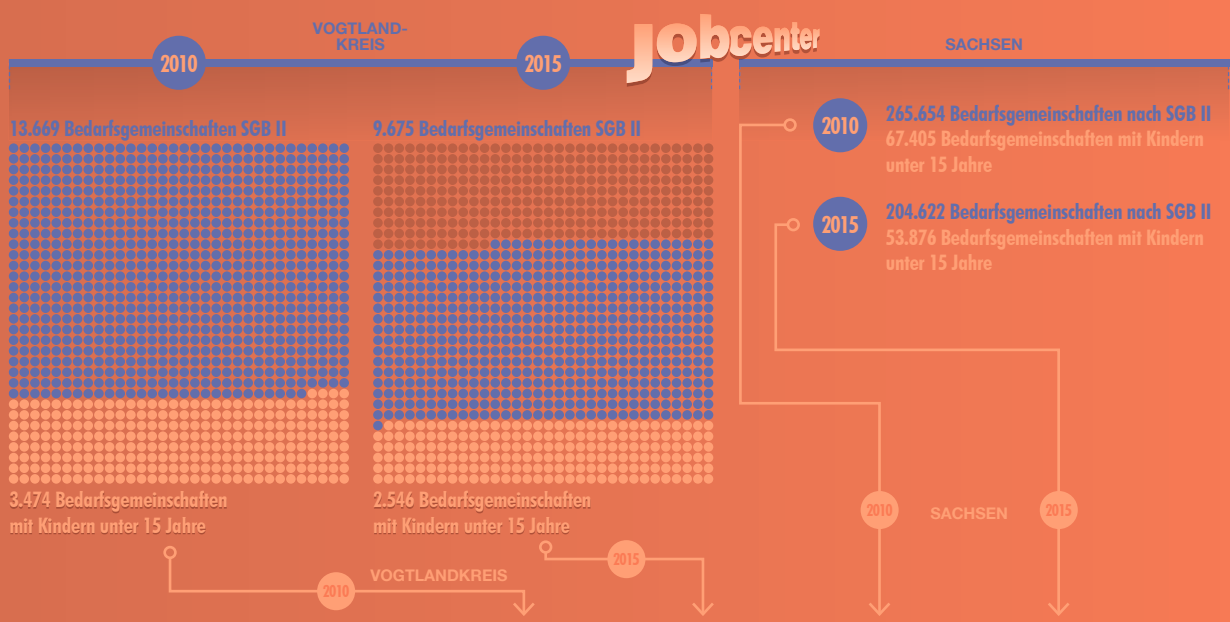 VOGTLAND-
KREIS
2010
2015
jobcenter
SACHSEN
13.669 Bedarfsgemeinschaften SGB II
9.675 Bedarfsgemeinschaften SGB II
3.474 Bedarfsgemeinschaften
mit Kindern unter 15 Jahre
2.546 Bedarfsgemeinschaften
mit Kindern unter 15 Jahre
2010
265.654 Bedarfsgemeinschaften nach SGB II
67.405 Bedarfsgemeinschaften mit Kindern
unter 15 Jahre
2015
204.622 Bedarfsgemeinschaften nach SGB II
53.876 Bedarfsgemeinschaften mit Kindern
unter 15 Jahre
2010
SACHSEN
2015
2010
VOGTLANDKREIS
2015